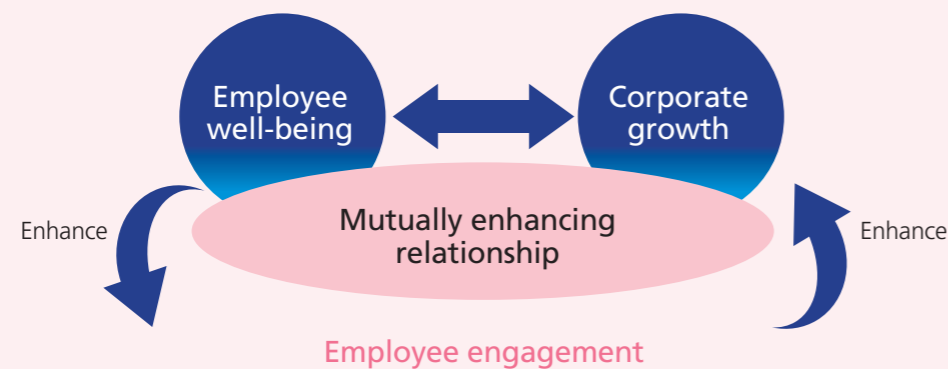 Employee
well-being
Corporate
growth
Mutually enhancing
relationship
Enhance
Enhance
Employee engagement